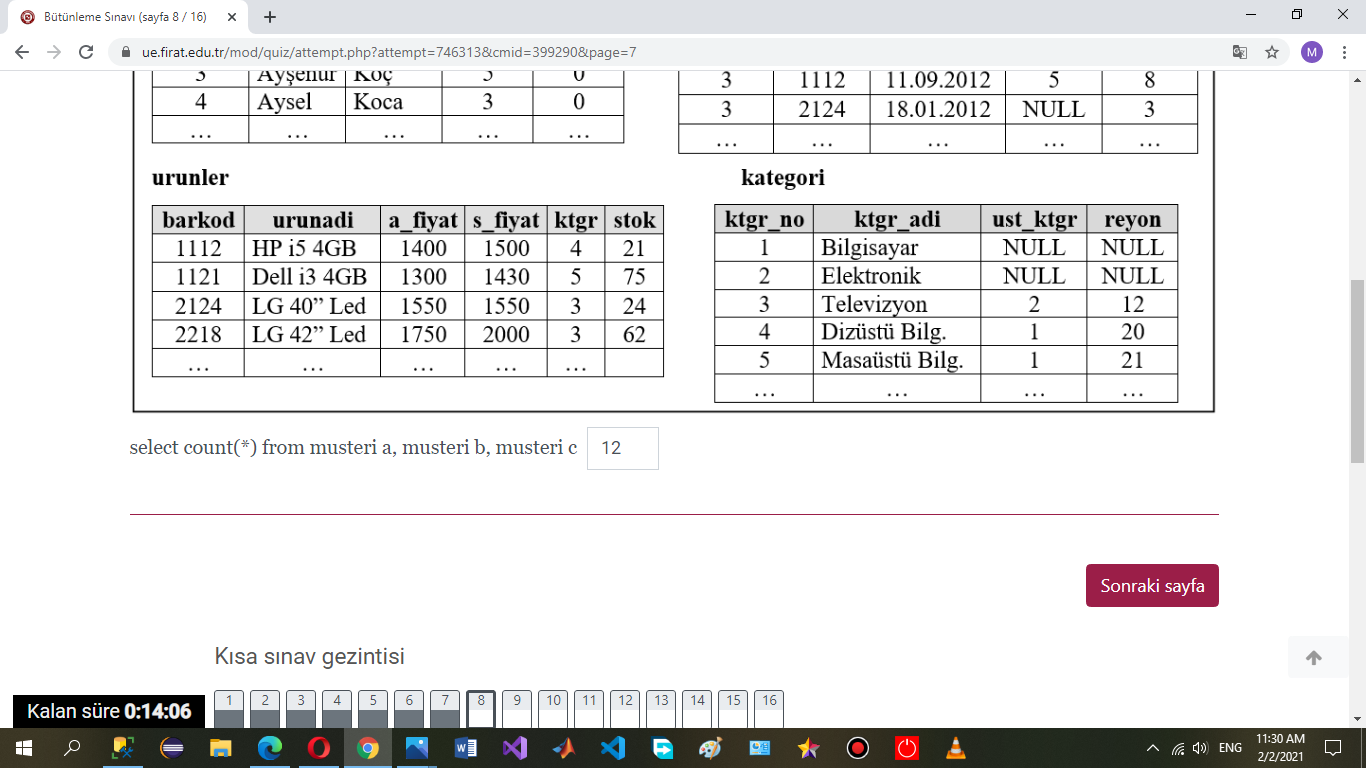 Bütünleme Sınavı (sayfa 8 / 16)
ue.firat.edu.tr/mod/quiz/attempt.php?attempt=746313&cmid=399290&page=7
M
3 Ayşenur Koç 5 0
4 Aysel Koca 3 0
... ... ... ... ...
3 1112 11.09.2012 5 8
3 2124 18.01.2012 NULL 3
... ... ... ... ...
urunler
barkod urunadi a_fiyat s_fiyat ktgr stok
1112 HP i5 4GB 1400 1500 4 21
1121 Dell i3 4GB 1300 1430 5 75
2124 LG 40” Led 1550 1550 3 24
2218 LG 42” Led 1750 2000 3 62
... ... ... ... ...
kategori
ktgr_no ktgr_adi ust_ktgr reyon
1 Bilgisayar NULL NULL
2 Elektronik NULL NULL
3 Televizyon 2 12
4 Dizüstü Bilg. 1 20
5 Masaüstü Bilg. 1 21
... ... ... ...
select count(*) from musteri a, musteri b, musteri c 12
Sonraki sayfa
Kısa sınav gezintisi
1 2 3 4 5 6 7 8 9 10 11 12 13 14 15 16
Kalan süre 0:14:06
ENG
11:30 AM
2/2/2021